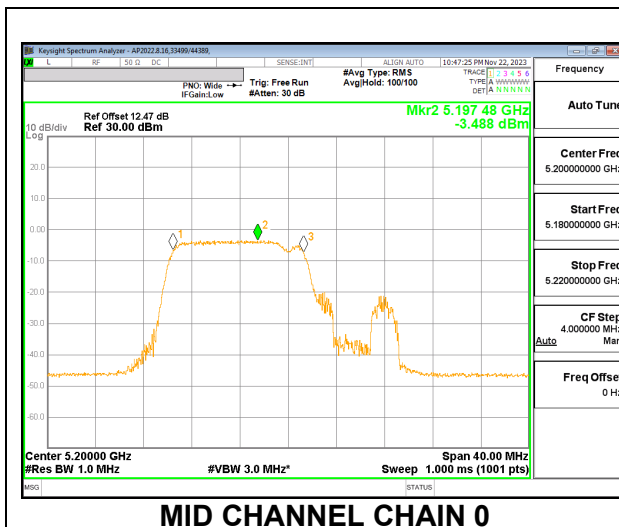 Keysight Spectrum Analyzer - AP2022.8.16,33499/44389,
LXI L RF 50 Ω DC SENSE:INT ALIGN AUTO 10:47:25 PM Nov 22, 2023
Frequency
#Avg Type: RMS TRACE 1 2 3 4 5 6
PNO: Wide Trig: Free Run Avg|Hold: 100/100 TYPE A WWWWW
IFGain:Low #Atten: 30 dB DET A N N N N N
Auto Tune
Mkr2 5.197 48 GHz
-3.488 dBm
Ref Offset 12.47 dB
10 dB/div Ref 30.00 dBm
Log
20.0
10.0
0.00
-10.0
-20.0
-30.0
-40.0
-50.0
-60.0
1
2
3
Center Freq
5.200000000 GHz
Start Freq
5.180000000 GHz
Stop Freq
5.220000000 GHz
CF Step
4.000000 MHz
Auto Man
Freq Offset
0 Hz
Center 5.20000 GHz Span 40.00 MHz
#Res BW 1.0 MHz #VBW 3.0 MHz* Sweep 1.000 ms (1001 pts)
MSG STATUS
MID CHANNEL CHAIN 0